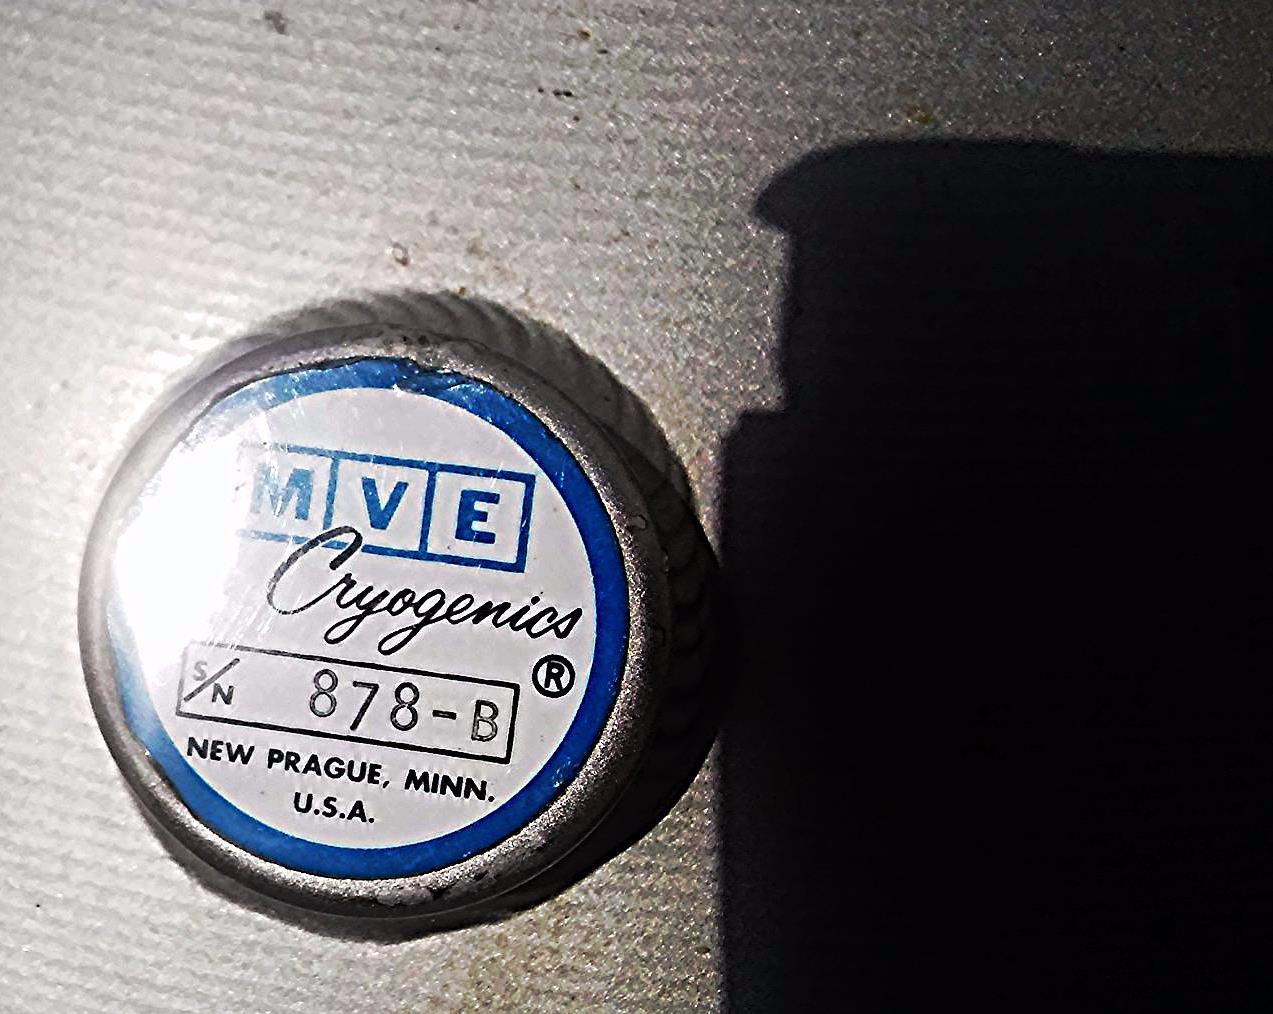 MVE
Cryogenics
®
S/N 878-B
NEW PRAGUE, MINN.
U.S.A.